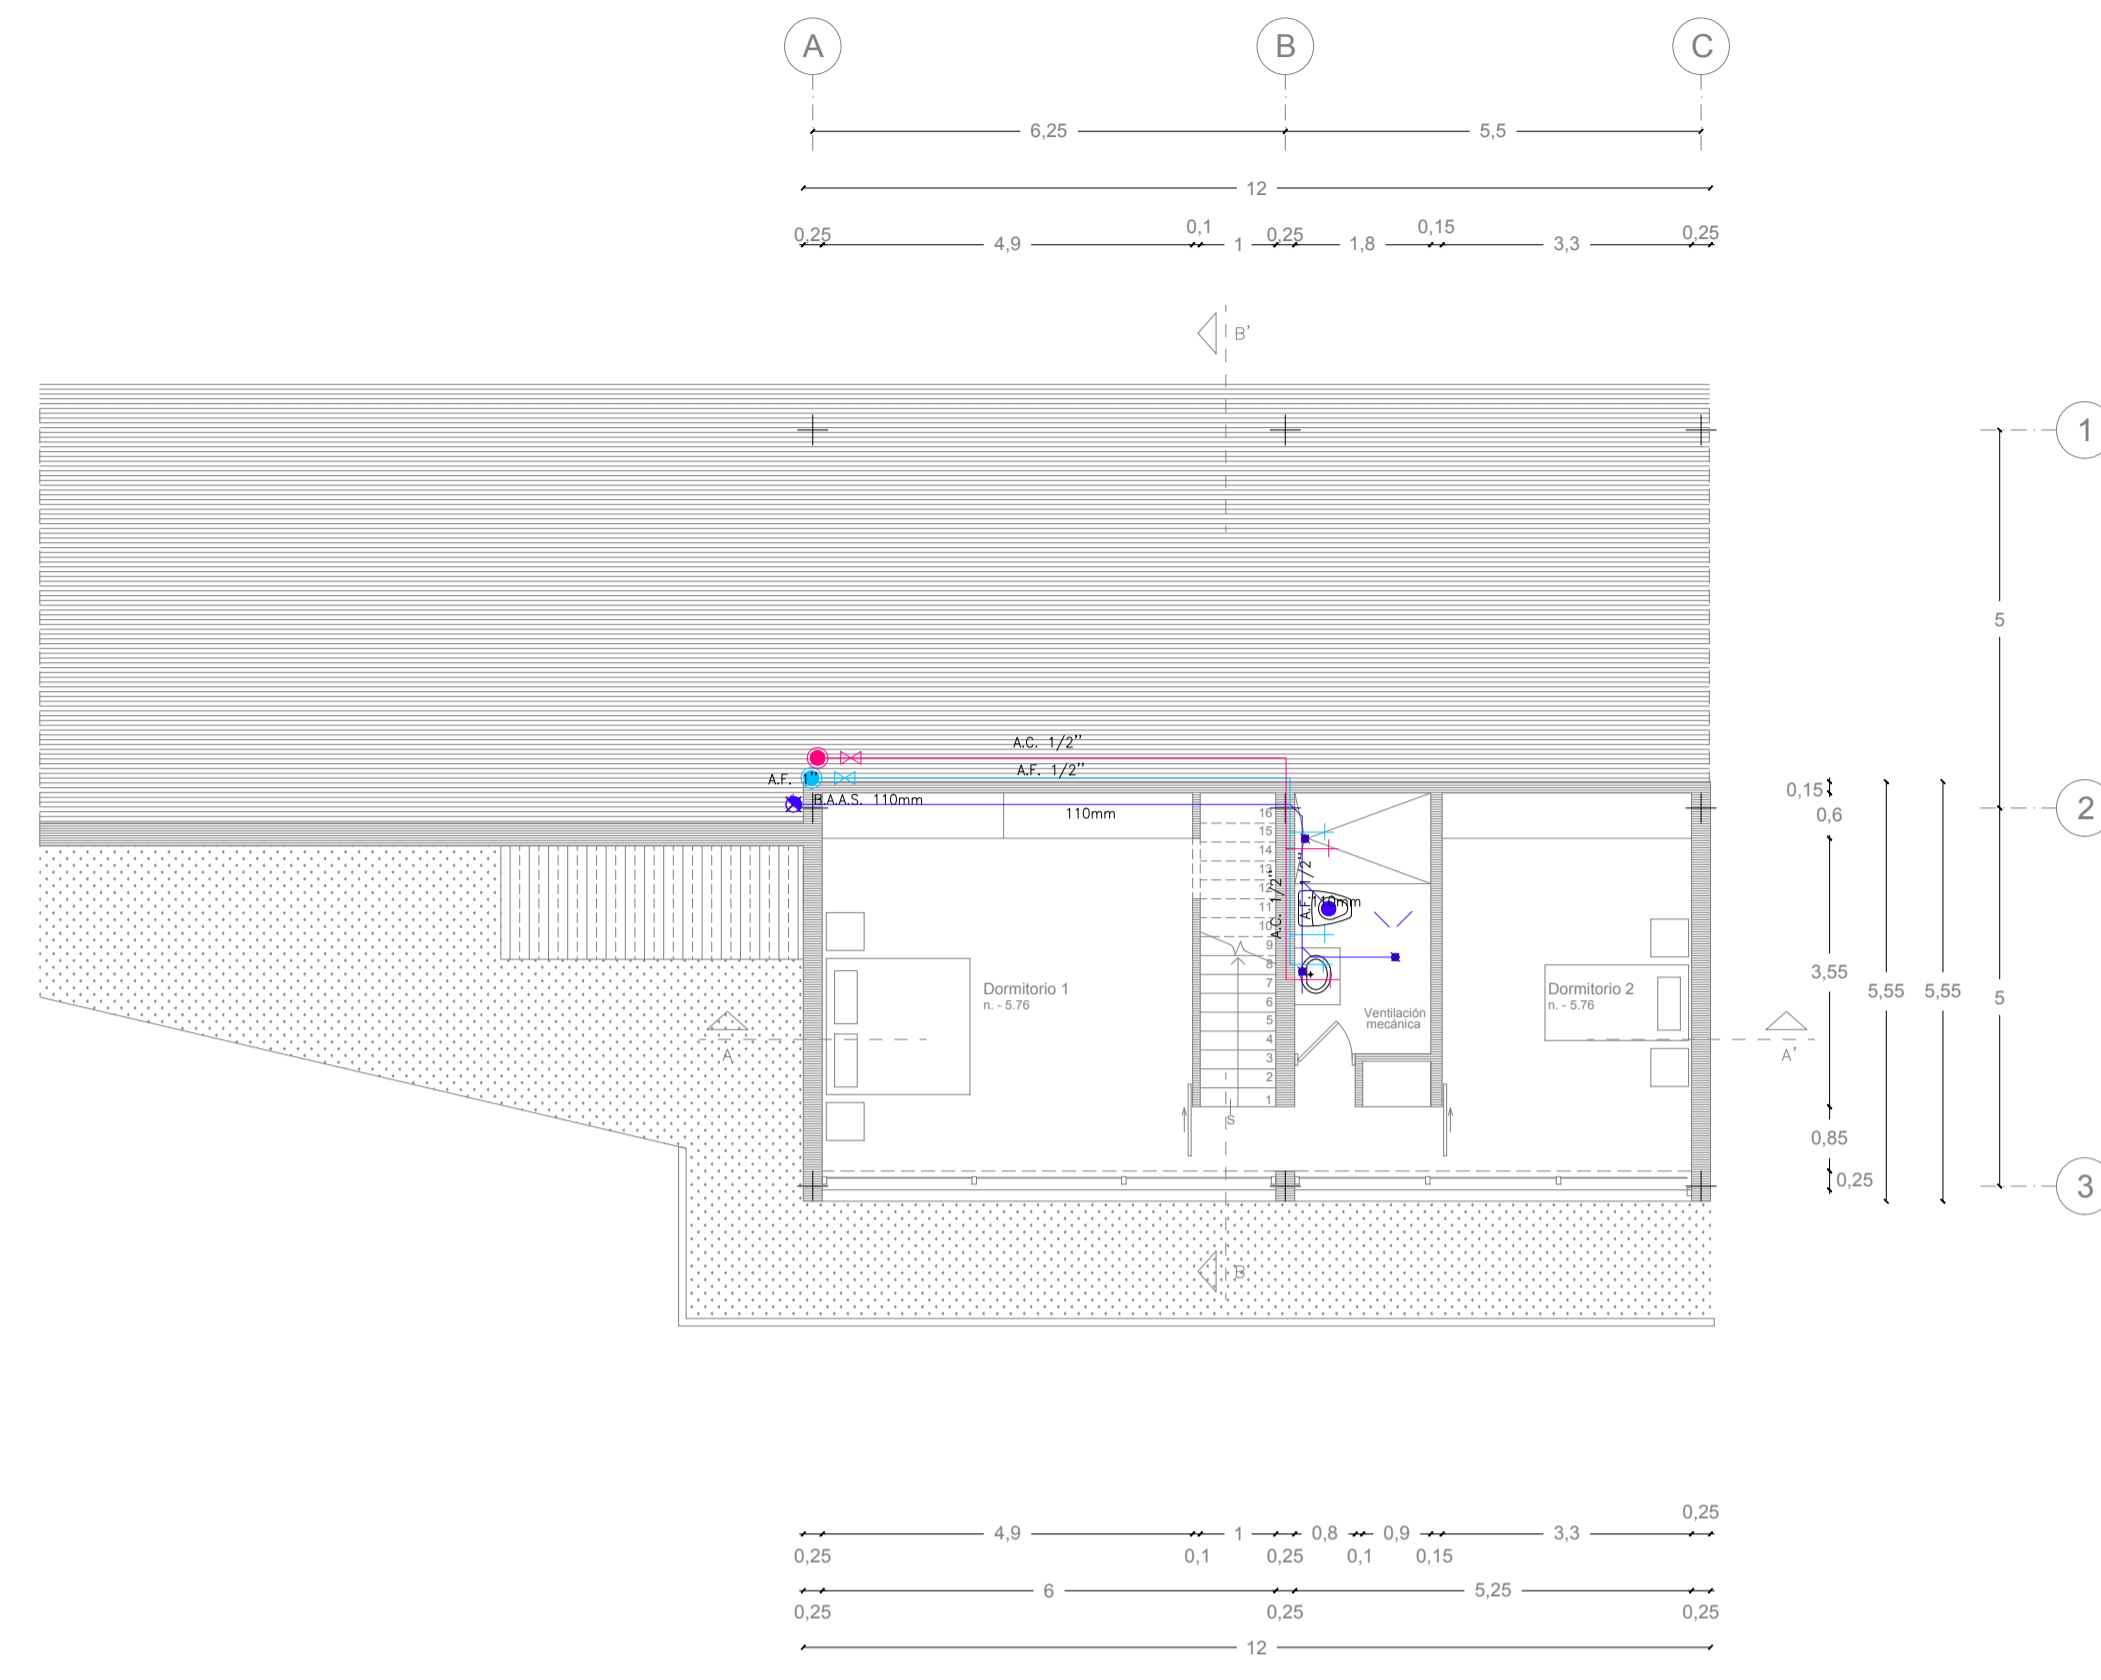 A B C
6,25 5,5
12
0,1 0,15
0,25 4,9 1 0,25 1,8 3,3 0,25
B'
1
5
A.C. 1/2''
A.F. 1/2''
A.F. 1''
B.A.A.S. 110mm
110mm
0,15
0,6
2
16
15
14
13
12
11
10
9
8
7
6
5
4
3
2
1
S
A.C. 1/2''
A.F. 1/2''
110mm
3,55
5,55 5,55 5
Dormitorio 1
n. - 5.76
Dormitorio 2
n. - 5.76
Ventilación
mecánica
A A'
0,85
0,25
3
B
0,25
4,9 1 0,8 0,9 3,3
0,25 0,1 0,25 0,1 0,15
6 5,25
0,25 0,25 0,25
12